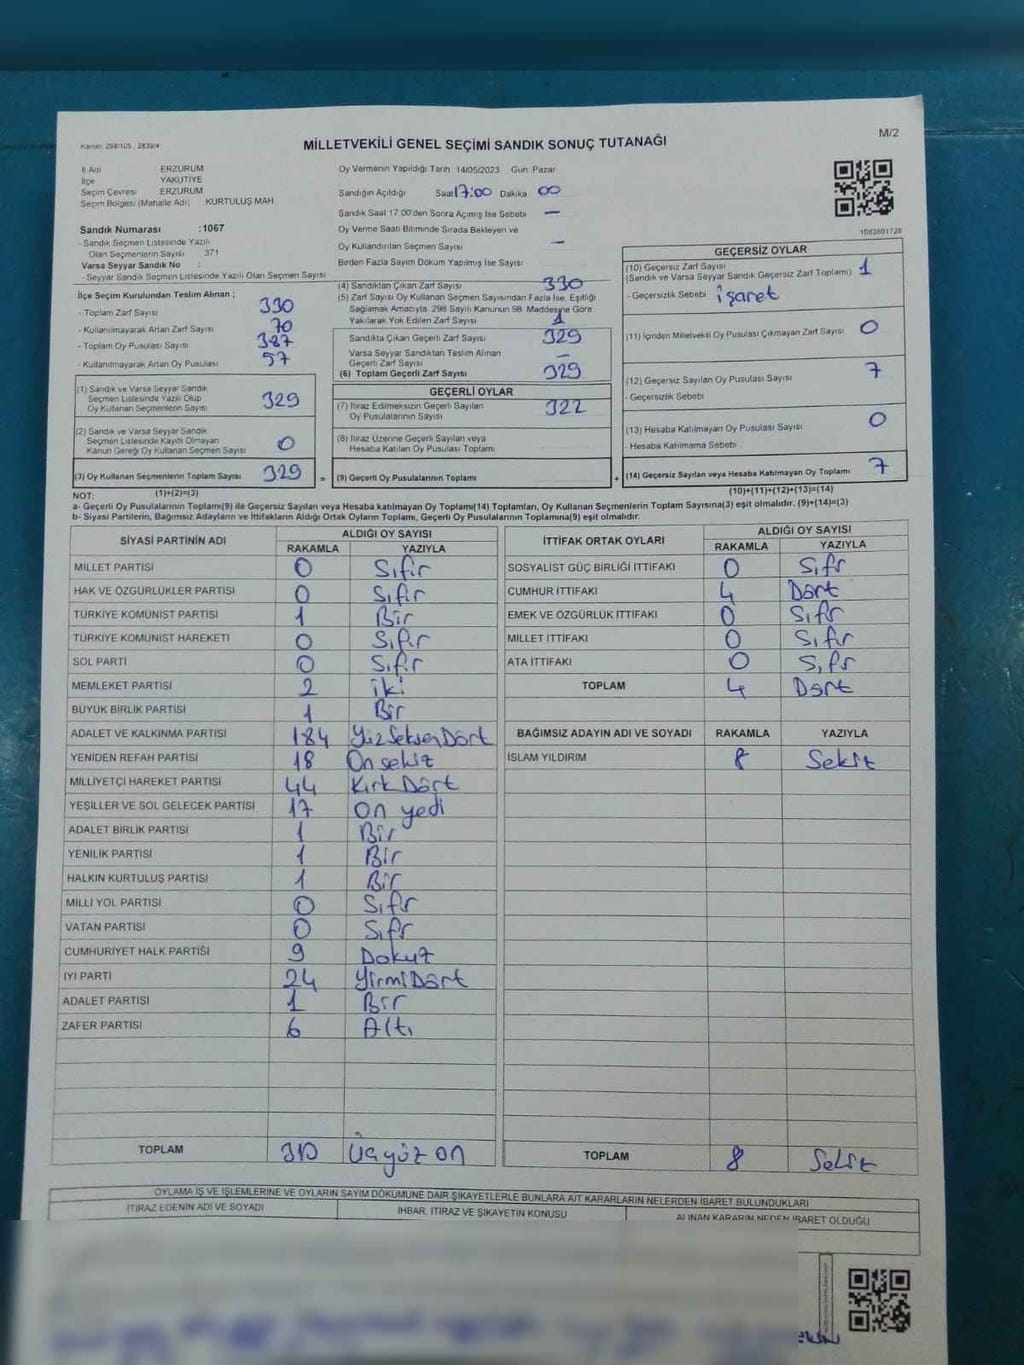 Kanun: 298/105 , 2839/4
MİLLETVEKİLİ GENEL SEÇİMİ SANDIK SONUÇ TUTANAĞI
M/2
İl Adı ERZURUM
İlçe YAKUTİYE
Seçim Çevresi ERZURUM
Seçim Bölgesi (Mahalle Adı) KURTULUŞ MAH.
Oy Vermenin Yapıldığı Tarih 14/05/2023 Gün: Pazar
Sandığın Açıldığı Saat 17:00 Dakika 00
Sandık Saat 17.00'den Sonra Açılmış İse Sebebi —
Oy Verme Saati Bitiminde Sırada Bekleyen ve
Oy Kullandırılan Seçmen Sayısı —
Birden Fazla Sayım Döküm Yapılmış İse Sayısı
1083891728
Sandık Numarası :1067
- Sandık Seçmen Listesinde Yazılı
Olan Seçmenlerin Sayısı 371
Varsa Seyyar Sandık No :
- Seyyar Sandık Seçmen Listesinde Yazılı Olan Seçmen Sayısı
İlçe Seçim Kurulundan Teslim Alınan ;
- Toplam Zarf Sayısı 330
- Kullanılmayarak Artan Zarf Sayısı 70
- Toplam Oy Pusulası Sayısı 387
- Kullanılmayarak Artan Oy Pusulası 57
(1) Sandık ve Varsa Seyyar Sandık
Seçmen Listesinde Yazılı Olup
Oy Kullanan Seçmenlerin Sayısı 329
(2) Sandık ve Varsa Seyyar Sandık
Seçmen Listesinde Kayıtlı Olmayan
Kanun Gereği Oy Kullanan Seçmen Sayısı 0
(3) Oy Kullanan Seçmenlerin Toplam Sayısı 329
(4) Sandıktan Çıkan Zarf Sayısı 330
(5) Zarf Sayısı Oy Kullanan Seçmen Sayısından Fazla İse, Eşitliği
Sağlamak Amacıyla, 298 Sayılı Kanunun 98. Maddesine Göre
Yakılarak Yok Edilen Zarf Sayısı 1
Sandıkta Çıkan Geçerli Zarf Sayısı 329
Varsa Seyyar Sandıktan Teslim Alınan
Geçerli Zarf Sayısı —
(6) Toplam Geçerli Zarf Sayısı 329
GEÇERLİ OYLAR
(7) İtiraz Edilmeksizin Geçerli Sayılan
Oy Pusulalarının Sayısı 322
(8) İtiraz Üzerine Geçerli Sayılan veya
Hesaba Katılan Oy Pusulası Toplamı
= (9) Geçerli Oy Pusulalarının Toplamı
GEÇERSİZ OYLAR
(10) Geçersiz Zarf Sayısı
(Sandık ve Varsa Seyyar Sandık Geçersiz Zarf Toplamı) 1
- Geçersizlik Sebebi işaret
(11) İçinden Milletvekili Oy Pusulası Çıkmayan Zarf Sayısı 0
(12) Geçersiz Sayılan Oy Pusulası Sayısı 7
- Geçersizlik Sebebi
(13) Hesaba Katılmayan Oy Pusulası Sayısı 0
- Hesaba Katılmama Sebebi
+ (14) Geçersiz Sayılan veya Hesaba Katılmayan Oy Toplamı 7
NOT: (1)+(2)=(3) (10)+(11)+(12)+(13)=(14)
a- Geçerli Oy Pusulalarının Toplamı(9) ile Geçersiz Sayılan veya Hesaba katılmayan Oy Toplamı(14) Toplamları, Oy Kullanan Seçmenlerin Toplam Sayısına(3) eşit olmalıdır. (9)+(14)=(3)
b- Siyasi Partilerin, Bağımsız Adayların ve İttifakların Aldığı Ortak Oyların Toplamı, Geçerli Oy Pusulalarının Toplamına(9) eşit olmalıdır.
SİYASİ PARTİNİN ADI ALDIĞI OY SAYISI
RAKAMLA YAZIYLA
MİLLET PARTİSİ 0 Sıfır
HAK VE ÖZGÜRLÜKLER PARTİSİ 0 Sıfır
TÜRKİYE KOMÜNİST PARTİSİ 1 Bir
TÜRKİYE KOMÜNİST HAREKETİ 0 Sıfır
SOL PARTİ 0 Sıfır
MEMLEKET PARTİSİ 2 iki
BÜYÜK BİRLİK PARTİSİ 1 Bir
ADALET VE KALKINMA PARTİSİ 184 YüzSeksenDört
YENİDEN REFAH PARTİSİ 18 On sekiz
MİLLİYETÇİ HAREKET PARTİSİ 44 Kırk Dört
YEŞİLLER VE SOL GELECEK PARTİSİ 17 on yedi
ADALET BİRLİK PARTİSİ 1 Bir
YENİLİK PARTİSİ 1 Bir
HALKIN KURTULUŞ PARTİSİ 1 Bir
MİLLİ YOL PARTİSİ 0 Sıfır
VATAN PARTİSİ 0 Sıfır
CUMHURİYET HALK PARTİSİ 9 Dokuz
İYİ PARTİ 24 YirmiDört
ADALET PARTİSİ 1 Bir
ZAFER PARTİSİ 6 Altı
TOPLAM 310 Üçyüz on
İTTİFAK ORTAK OYLARI ALDIĞI OY SAYISI
RAKAMLA YAZIYLA
SOSYALİST GÜÇ BİRLİĞİ İTTİFAKI 0 Sıfır
CUMHUR İTTİFAKI 4 Dört
EMEK VE ÖZGÜRLÜK İTTİFAKI 0 Sıfır
MİLLET İTTİFAKI 0 Sıfır
ATA İTTİFAKI 0 Sıfır
TOPLAM 4 Dört
BAĞIMSIZ ADAYIN ADI VE SOYADI RAKAMLA YAZIYLA
İSLAM YILDIRIM 8 Sekiz
TOPLAM 8 Sekiz
OYLAMA İŞ VE İŞLEMLERİNE VE OYLARIN SAYIM DÖKÜMÜNE DAİR ŞİKAYETLERLE BUNLARA AİT KARARLARIN NELERDEN İBARET BULUNDUKLARI
İTİRAZ EDENİN ADI VE SOYADI İHBAR, İTİRAZ VE ŞİKAYETİN KONUSU ALINAN KARARIN NEDEN İBARET OLDUĞU